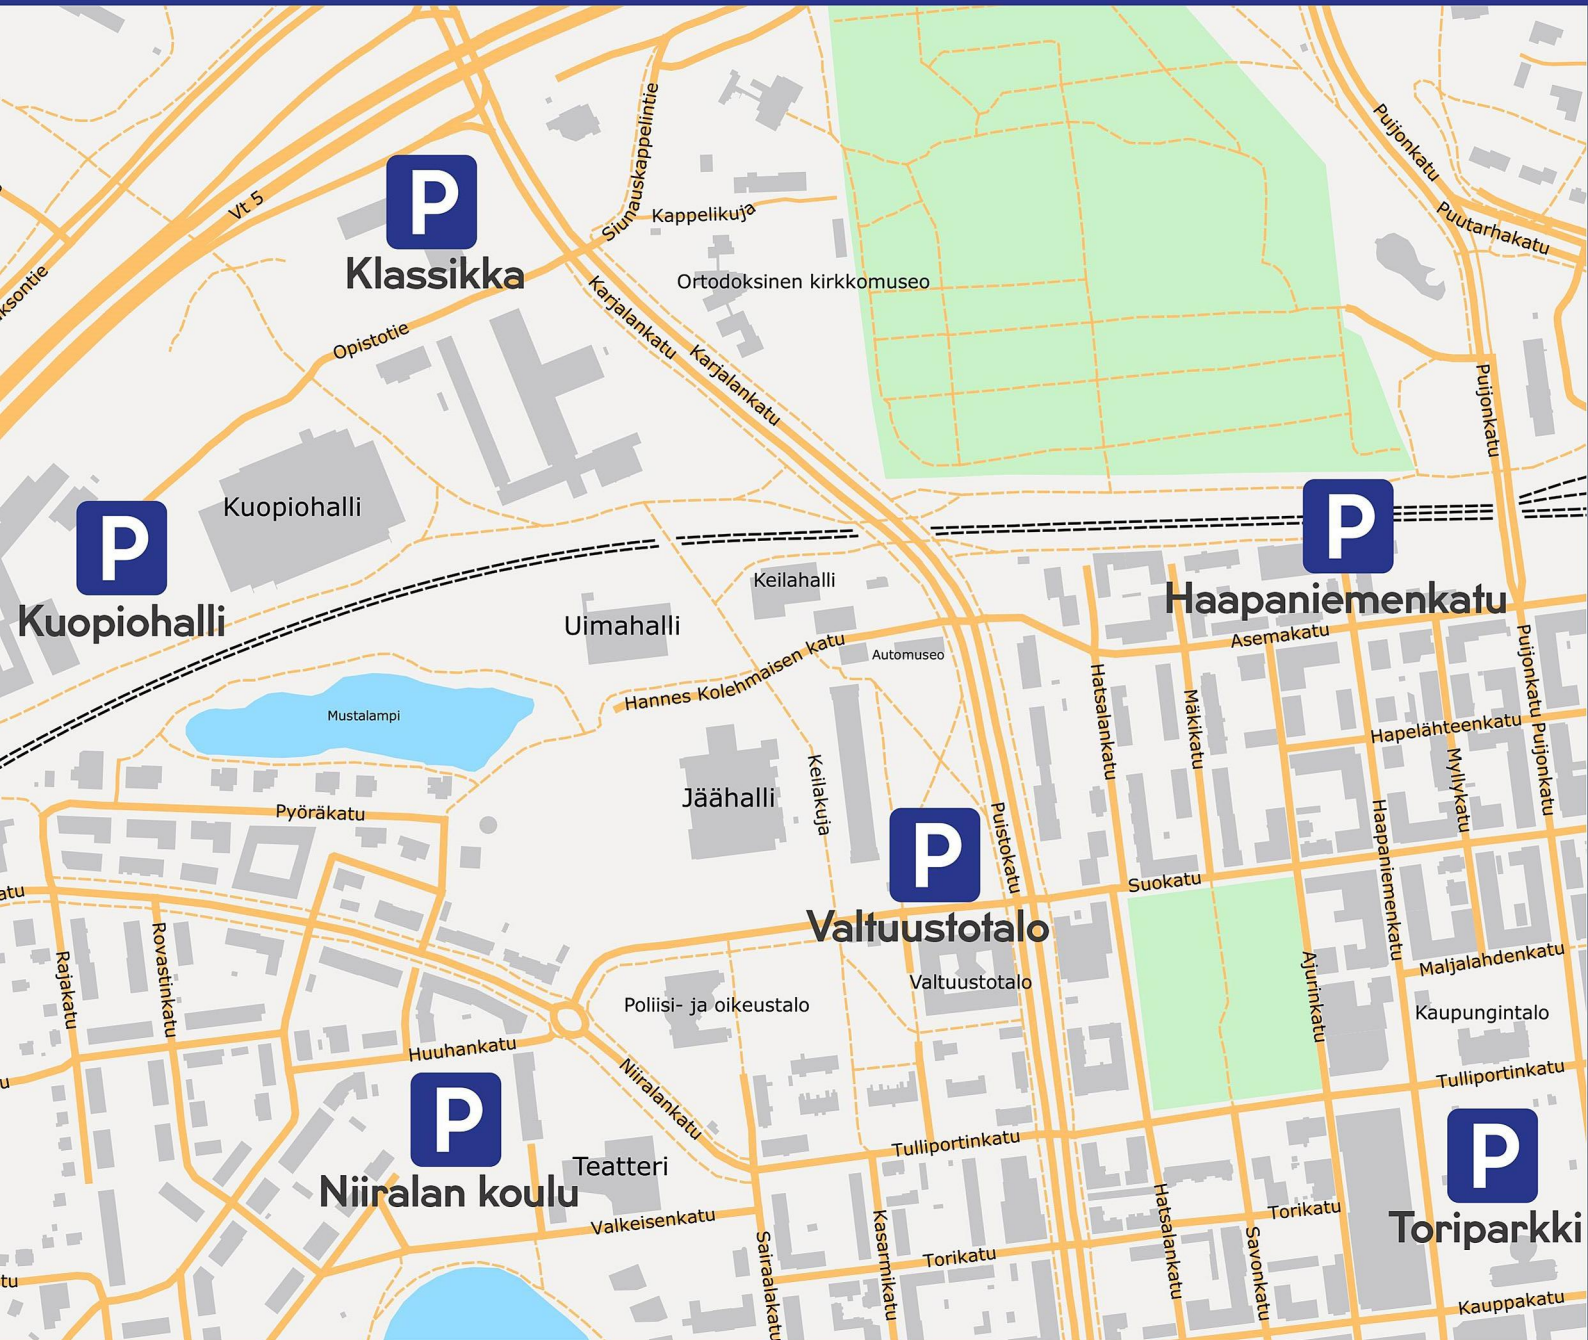 Vt 5
P
Klassikka
Siunauskappelintie
Kappelikuja
Ortodoksinen kirkkomuseo
Puijonkatu
Puutarhakatu
Opistotie
Karjalankatu
Karjalankatu
Puijonkatu
Kuopiohalli
P
Kuopiohalli
P
Haapaniemenkatu
Keilahalli
Uimahalli
Automuseo
Asemakatu
Hannes Kolehmaisen katu
Mustalampi
Hatsalankatu
Mäkikatu
Hapelähteenkatu
Puijonkatu
Puijonkatu
Myllykatu
Jäähalli
Keilakuja
Pyöräkatu
Puistokatu
Haapaniemenkatu
P
Valtuustotalo
Suokatu
atu
Rajakatu
Rovastinkatu
Valtuustotalo
Poliisi- ja oikeustalo
Ajurinkatu
Maljalahdenkatu
Kaupungintalo
Huuhankatu
Niiralankatu
Tulliportinkatu
P
Niiralan koulu
Teatteri
Tulliportinkatu
P
Toriparkki
Valkeisenkatu
Sairaalakatu
Kasarmikatu
Torikatu
Hatsalankatu
Savonkatu
Torikatu
Kauppakatu
tu